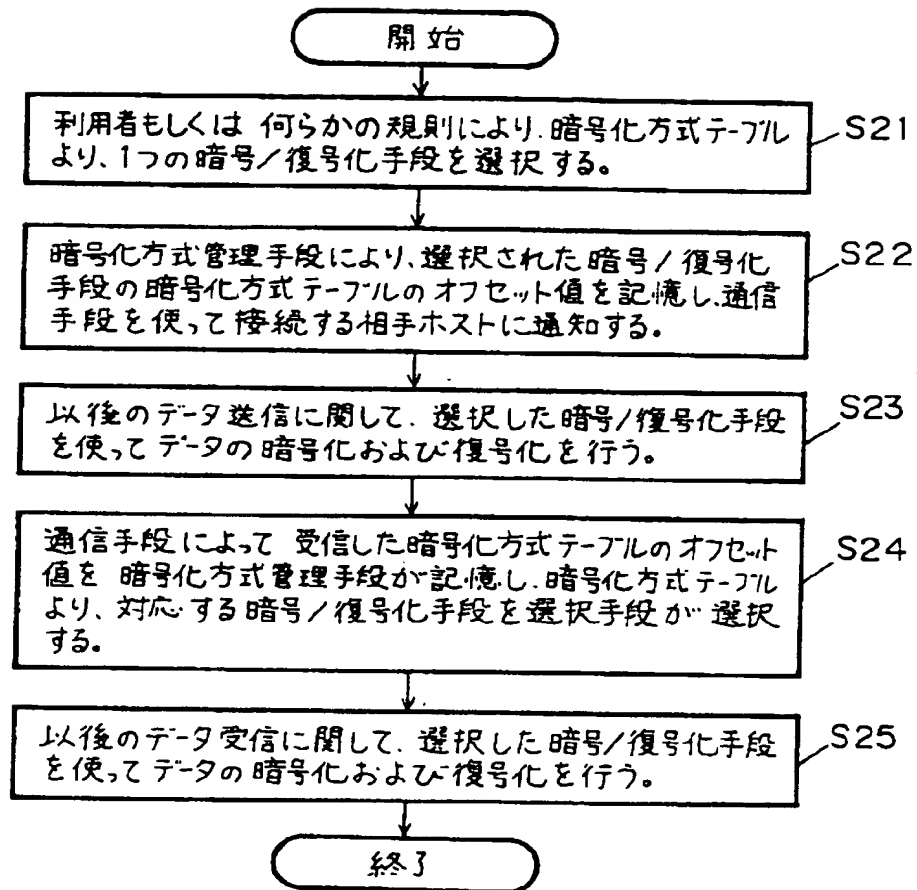 開始
利用者もしくは 何らかの規則により、暗号化方式テーブル
より、1つの暗号/復号化手段を選択する。
S21
暗号化方式管理手段により、選択された暗号/復号化
手段の暗号化方式テーブルのオフセット値を記憶し、通信
手段を使って接続する相手ホストに通知する。
S22
以後のデータ送信に関して、選択した暗号/復号化手段
を使ってデータの暗号化および復号化を行う。
S23
通信手段によって 受信した暗号化方式テーブルのオフセット
値を 暗号化方式管理手段が記憶し、暗号化方式テーブル
より、対応する暗号/復号化手段を選択手段が選択
する。
S24
以後のデータ受信に関して、選択した暗号/復号化手段
を使ってデータの暗号化および復号化を行う。
S25
終了